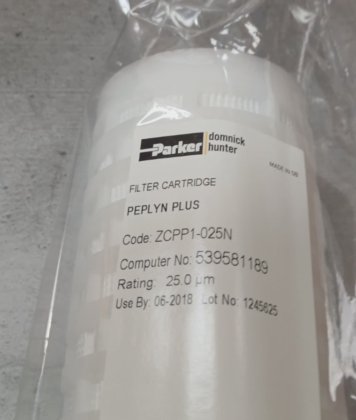 Parker domnick hunter
MADE IN GB
FILTER CARTRIDGE
PEPLYN PLUS
Code: ZCPP1-025N
Computer No: 539581189
Rating: 25.0 µm
Use By: 06-2018 Lot No: 1245625